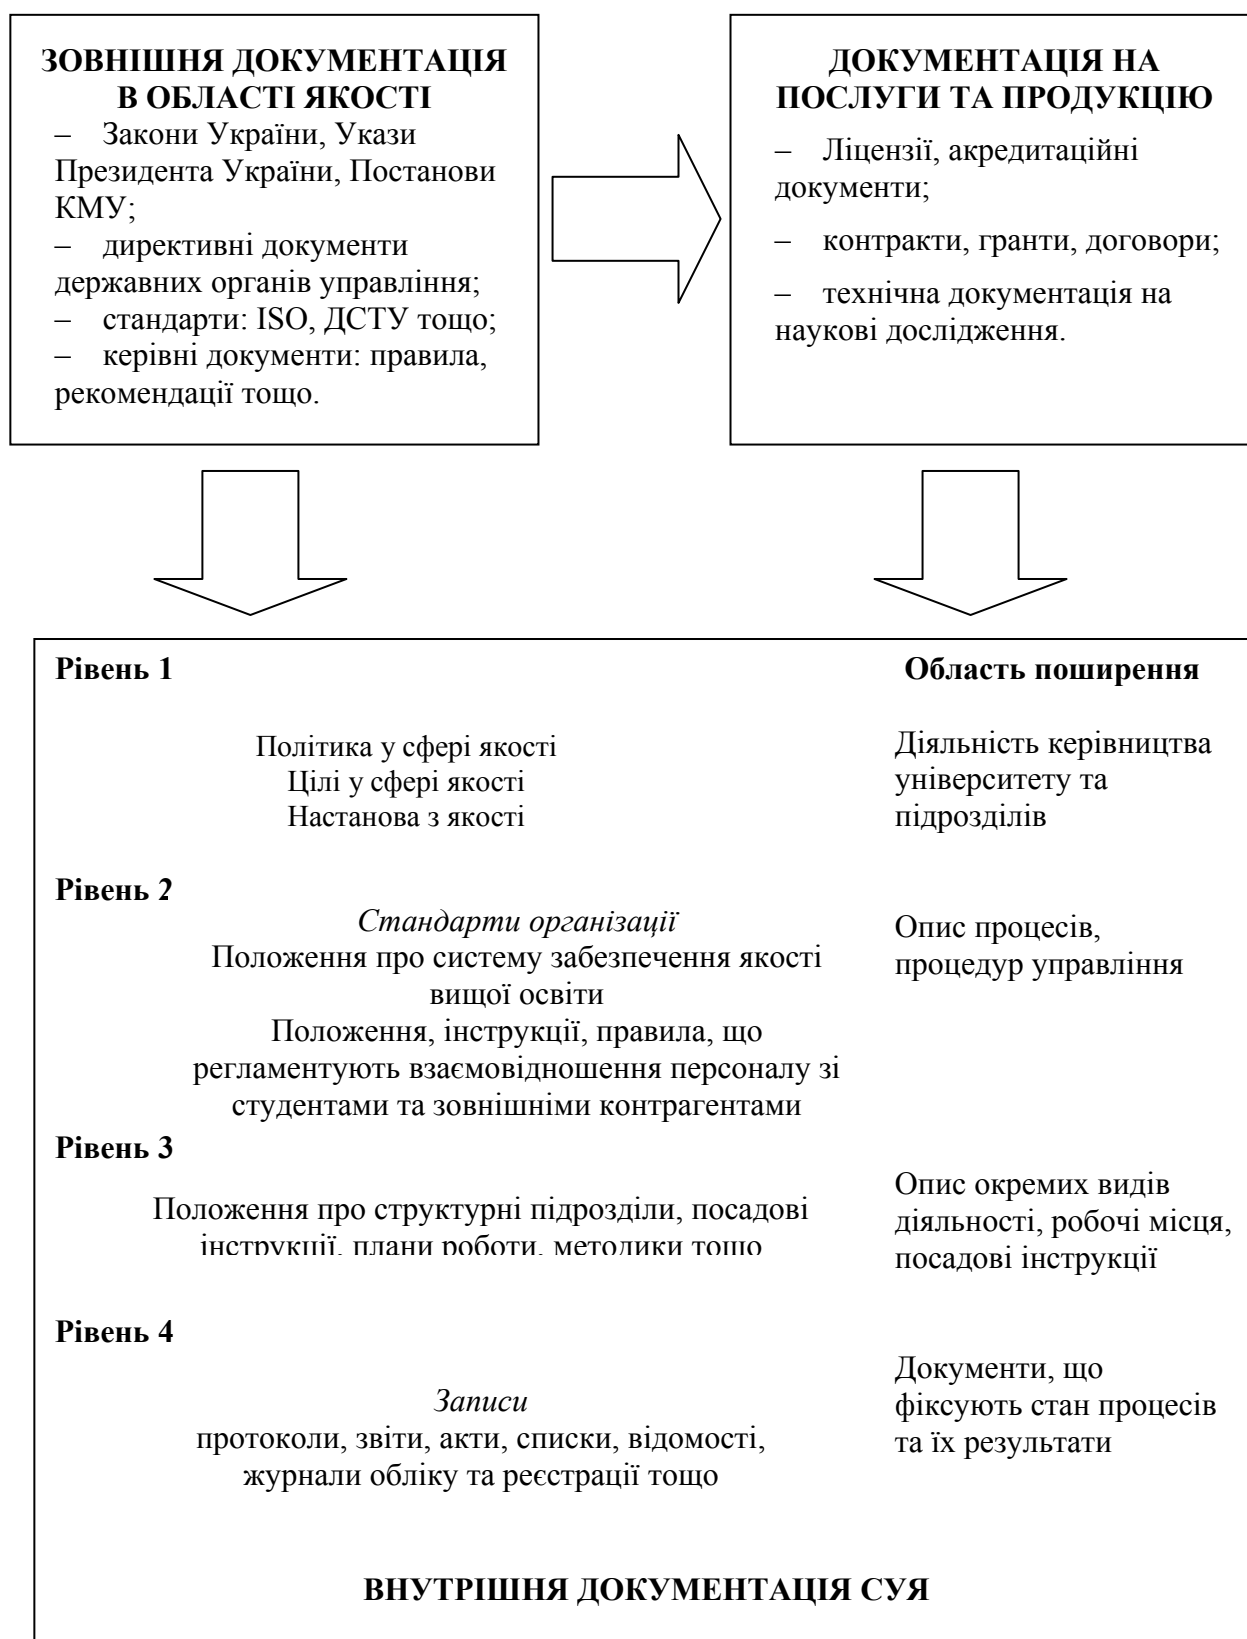 ЗОВНІШНЯ ДОКУМЕНТАЦІЯ
В ОБЛАСТІ ЯКОСТІ
– Закони України, Укази
Президента України, Постанови
КМУ;
– директивні документи
державних органів управління;
– стандарти: ISO, ДСТУ тощо;
– керівні документи: правила,
рекомендації тощо.
ДОКУМЕНТАЦІЯ НА
ПОСЛУГИ ТА ПРОДУКЦІЮ
– Ліцензії, акредитаційні
документи;
– контракти, гранти, договори;
– технічна документація на
наукові дослідження.
Рівень 1
Область поширення
Політика у сфері якості
Цілі у сфері якості
Настанова з якості
Діяльність керівництва
університету та
підрозділів
Рівень 2
Стандарти організації
Положення про систему забезпечення якості
вищої освіти
Положення, інструкції, правила, що
регламентують взаємовідношення персоналу зі
студентами та зовнішніми контрагентами
Опис процесів,
процедур управління
Рівень 3
Положення про структурні підрозділи, посадові
інструкції, плани роботи, методики тощо
Опис окремих видів
діяльності, робочі місця,
посадові інструкції
Рівень 4
Записи
протоколи, звіти, акти, списки, відомості,
журнали обліку та реєстрації тощо
Документи, що
фіксують стан процесів
та їх результати
ВНУТРІШНЯ ДОКУМЕНТАЦІЯ СУЯ